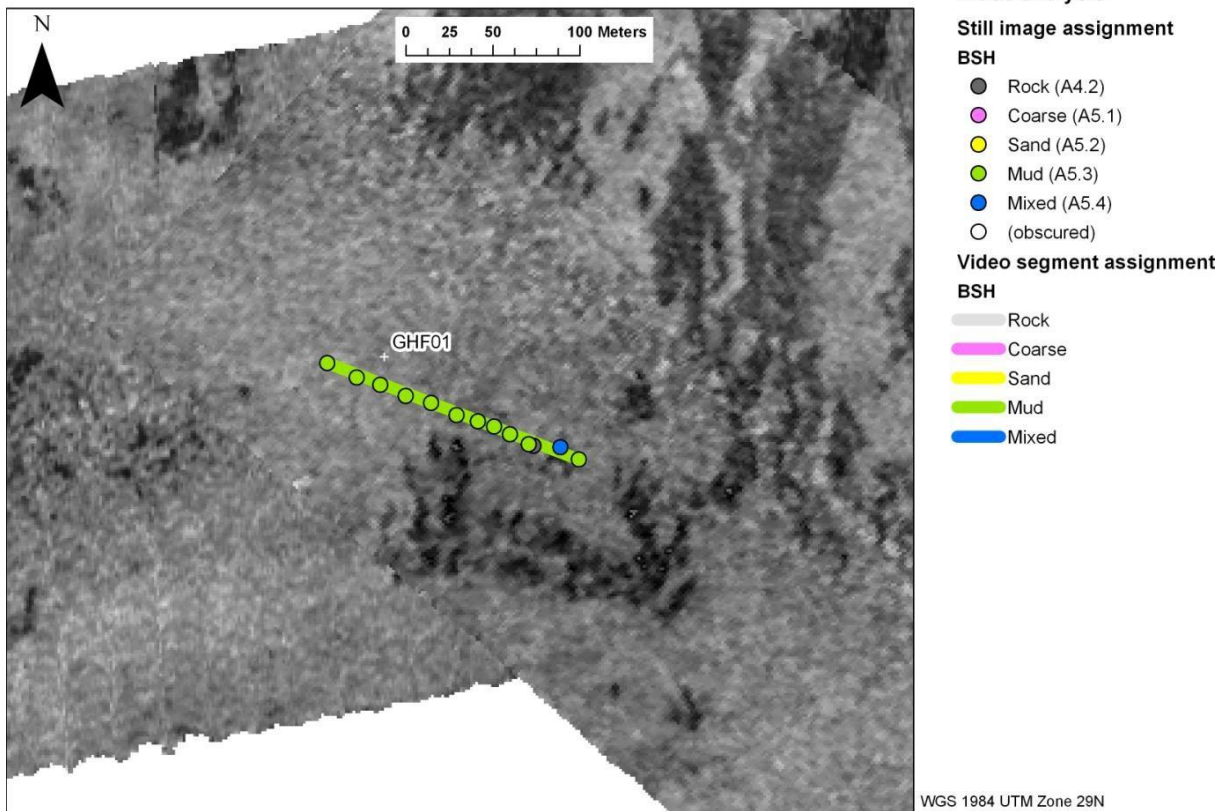 N
0 25 50 100 Meters
GHF01
Still image assignment
BSH
Rock (A4.2)
Coarse (A5.1)
Sand (A5.2)
Mud (A5.3)
Mixed (A5.4)
(obscured)
Video segment assignment
BSH
Rock
Coarse
Sand
Mud
Mixed
WGS 1984 UTM Zone 29N